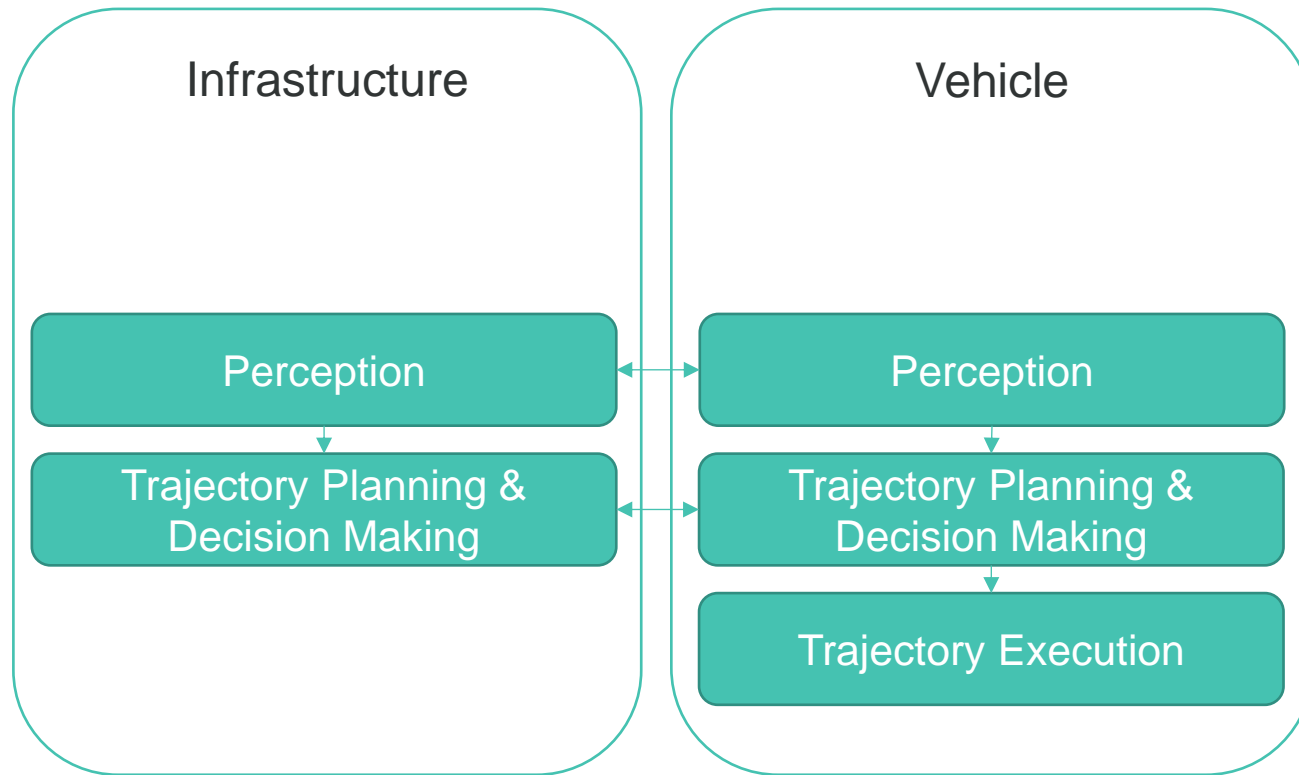 Infrastructure
Perception
Trajectory Planning &
Decision Making
Vehicle
Perception
Trajectory Planning &
Decision Making
Trajectory Execution